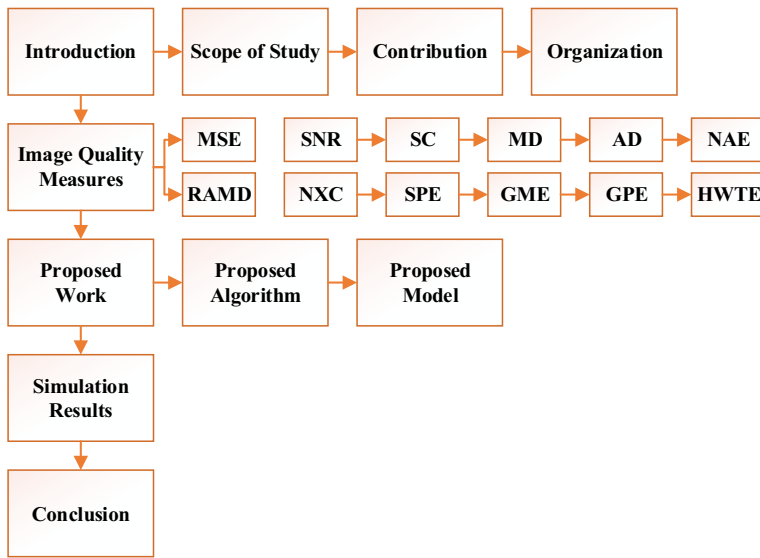 Introduction
Scope of Study
Contribution
Organization
Image Quality
Measures
MSE
SNR
SC
MD
AD
NAE
RAMD
NXC
SPE
GME
GPE
HWTE
Proposed
Work
Proposed
Algorithm
Proposed
Model
Simulation
Results
Conclusion